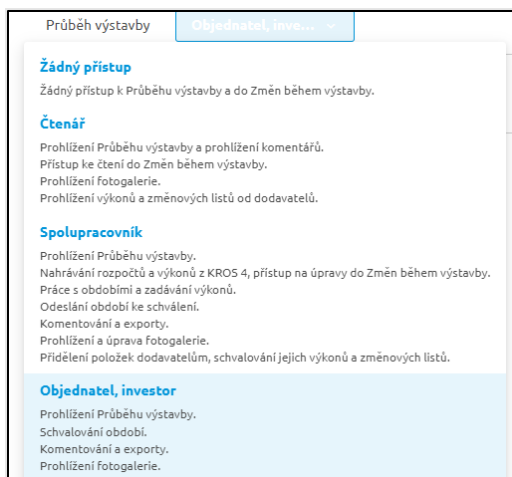 Průběh výstavby
Objednatel, inve...
Žádný přístup
Žádný přístup k Průběhu výstavby a do Změn během výstavby.
Čtenář
Prohlížení Průběhu výstavby a prohlížení komentářů.
Přístup ke čtení do Změn během výstavby.
Prohlížení fotogalerie.
Prohlížení výkonů a změnových listů od dodavatelů.
Spolupracovník
Prohlížení Průběhu výstavby.
Nahrávání rozpočtů a výkonů z KROS 4, přístup na úpravy do Změn během výstavby.
Práce s obdobími a zadávání výkonů.
Odeslání období ke schválení.
Komentování a exporty.
Prohlížení a úprava fotogalerie.
Přidělení položek dodavatelům, schvalování jejich výkonů a změnových listů.
Objednatel, investor
Prohlížení Průběhu výstavby.
Schvalování období.
Komentování a exporty.
Prohlížení fotogalerie.